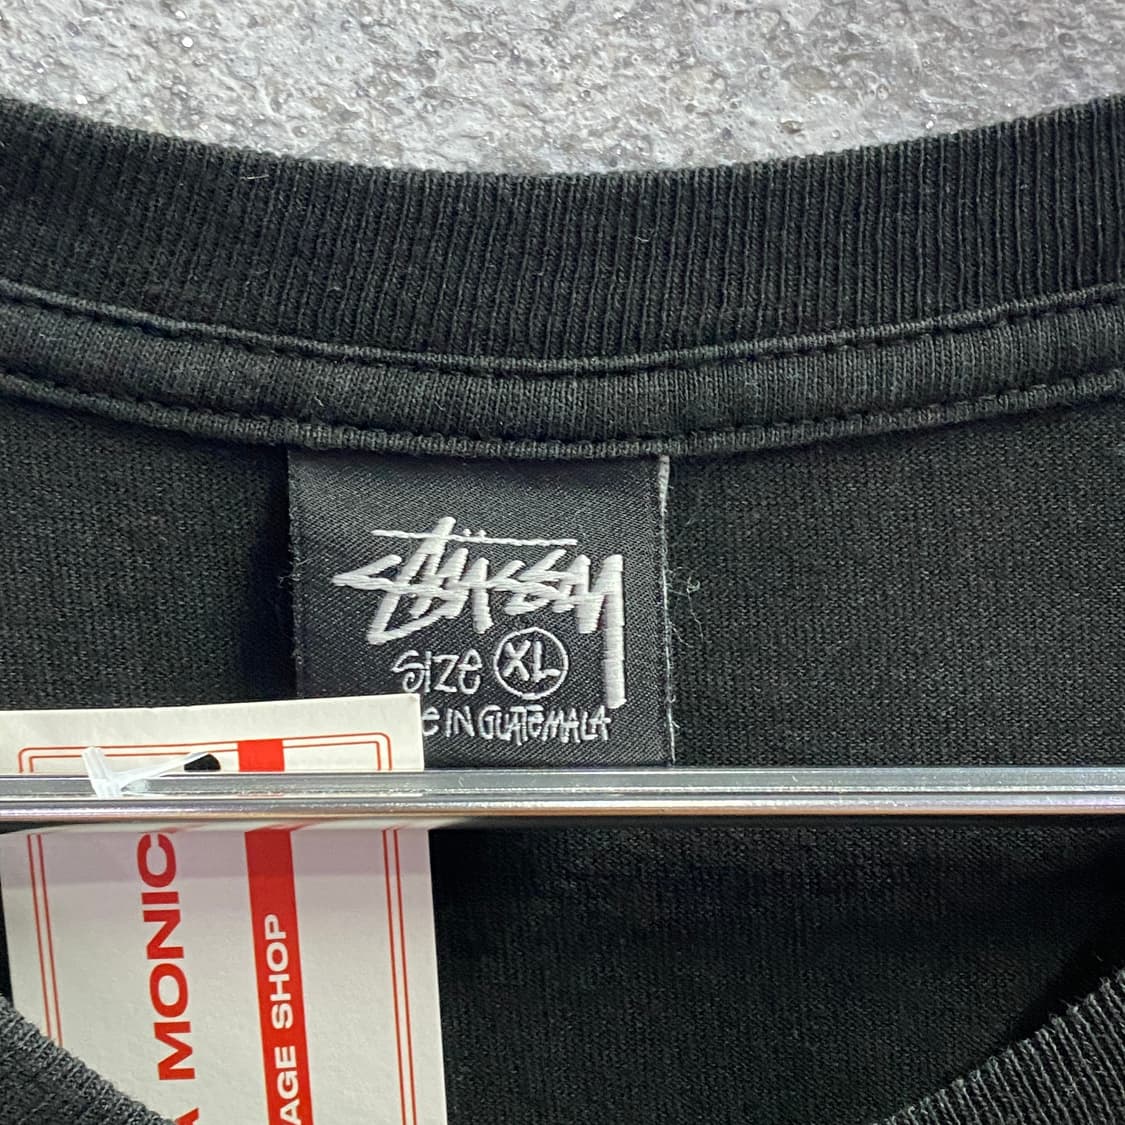 Stüssy
SIZE XL
E IN GUATEMALA
A MONIC
AGE SHOP